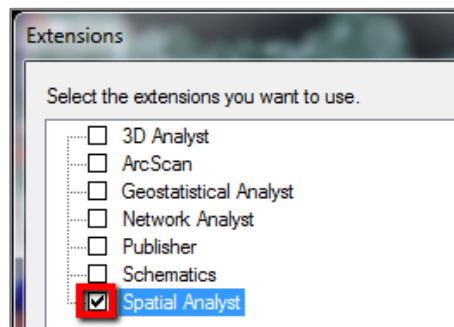 Extensions
Select the extensions you want to use.
3D Analyst
ArcScan
Geostatistical Analyst
Network Analyst
Publisher
Schematics
Spatial Analyst